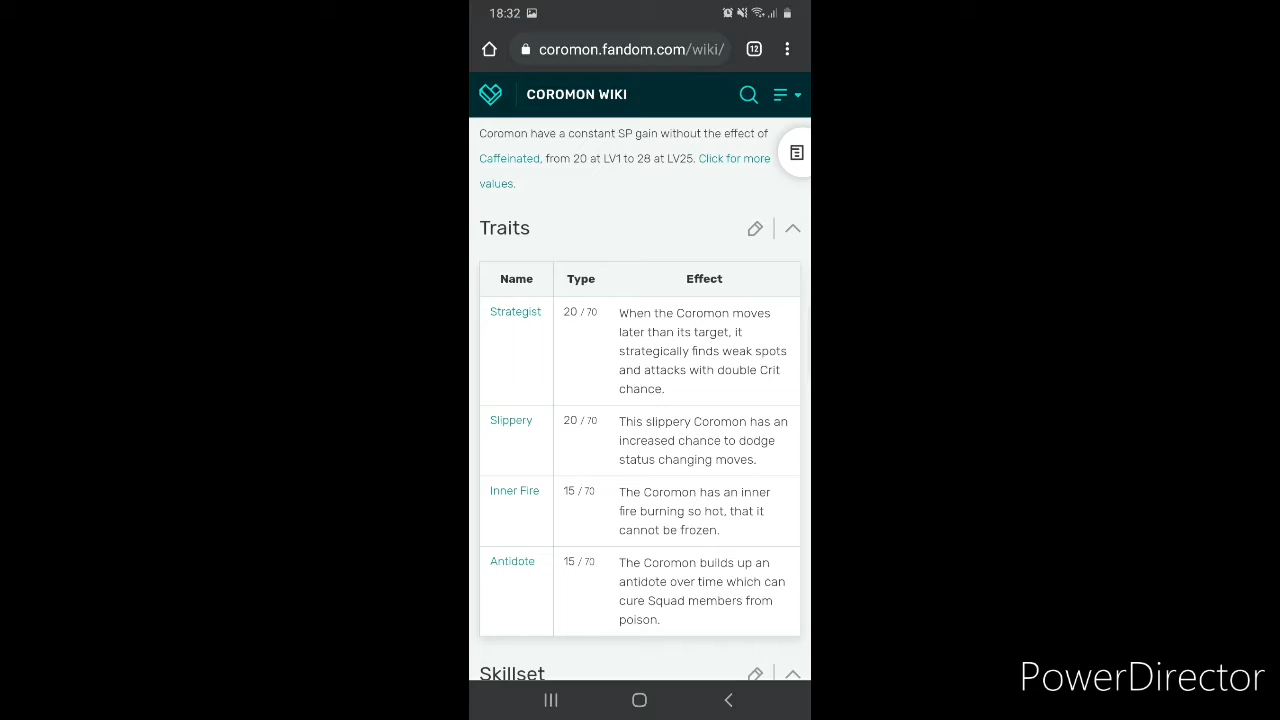 18:32
coromon.fandom.com/wiki/
12
COROMON WIKI
Coromon have a constant SP gain without the effect of
Caffeinated, from 20 at LV1 to 28 at LV25. Click for more
values.
Traits
Name Type Effect
Strategist 20 / 70 When the Coromon moves
later than its target, it
strategically finds weak spots
and attacks with double Crit
chance.
Slippery 20 / 70 This slippery Coromon has an
increased chance to dodge
status changing moves.
Inner Fire 15 / 70 The Coromon has an inner
fire burning so hot, that it
cannot be frozen.
Antidote 15 / 70 The Coromon builds up an
antidote over time which can
cure Squad members from
poison.
Skillset
PowerDirector